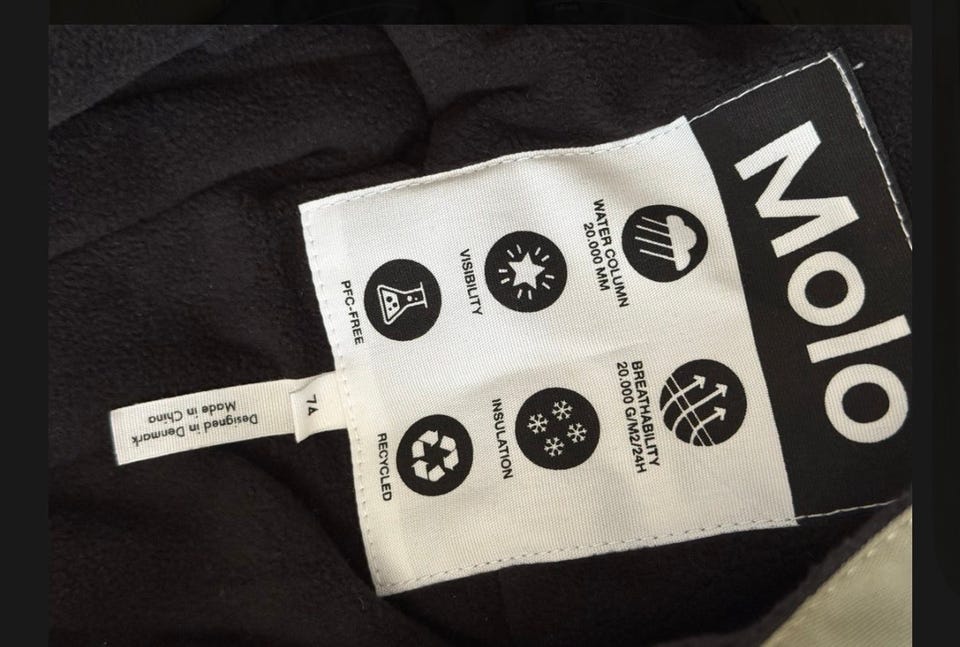 Molo
WATER COLUMN
20.000 MM
BREATHABILITY
20.000 G/M2/24H
VISIBILITY
INSULATION
PFC-FREE
RECYCLED
74
Designed in Denmark
Made in China